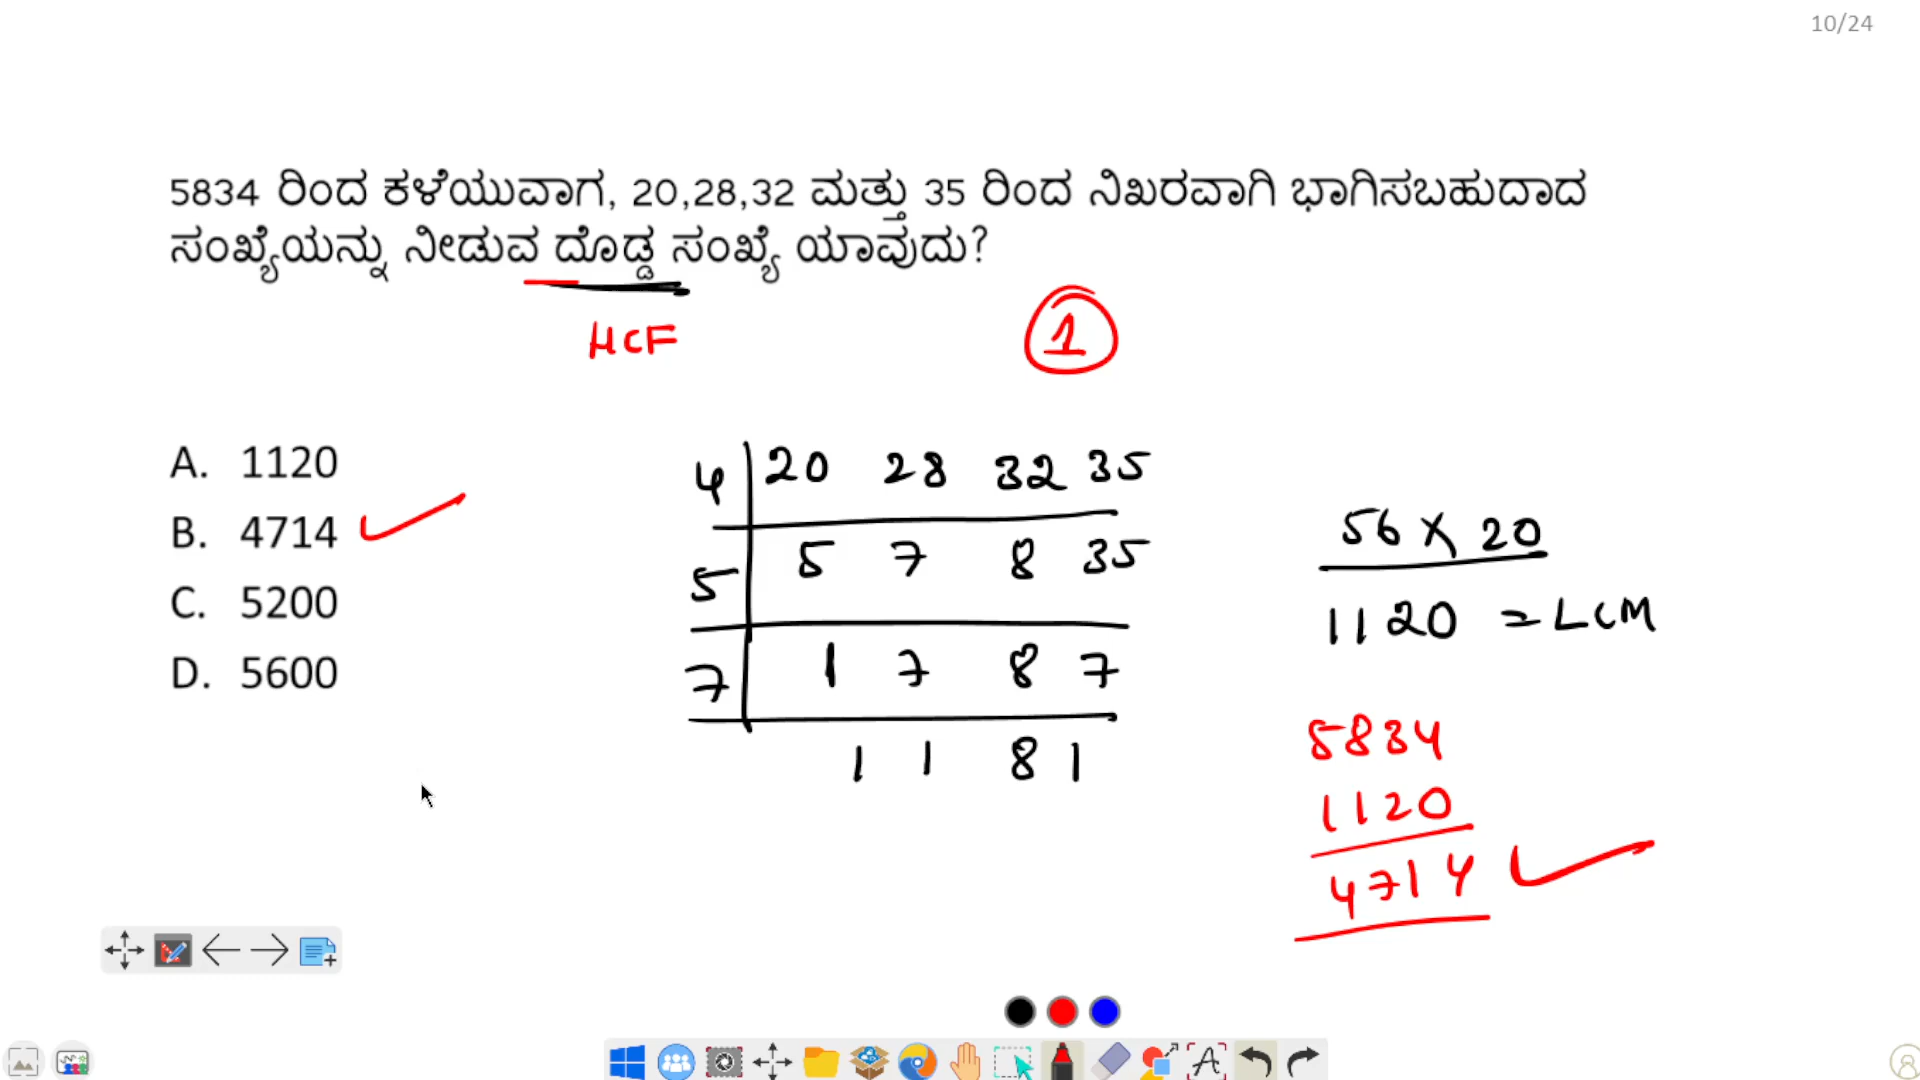 10/24
5834 ರಿಂದ ಕಳೆಯುವಾಗ, 20,28,32 ಮತ್ತು 35 ರಿಂದ ನಿಖರವಾಗಿ ಭಾಗಿಸಬಹುದಾದ
ಸಂಖ್ಯೆಯನ್ನು ನೀಡುವ ದೊಡ್ಡ ಸಂಖ್ಯೆ ಯಾವುದು?
HCF
1
A. 1120
B. 4714
C. 5200
D. 5600
4 20 28 32 35
5 5 7 8 35
7 1 7 8 7
1 1 8 1
56 X 20
1120 = LCM
5834
1120
4714